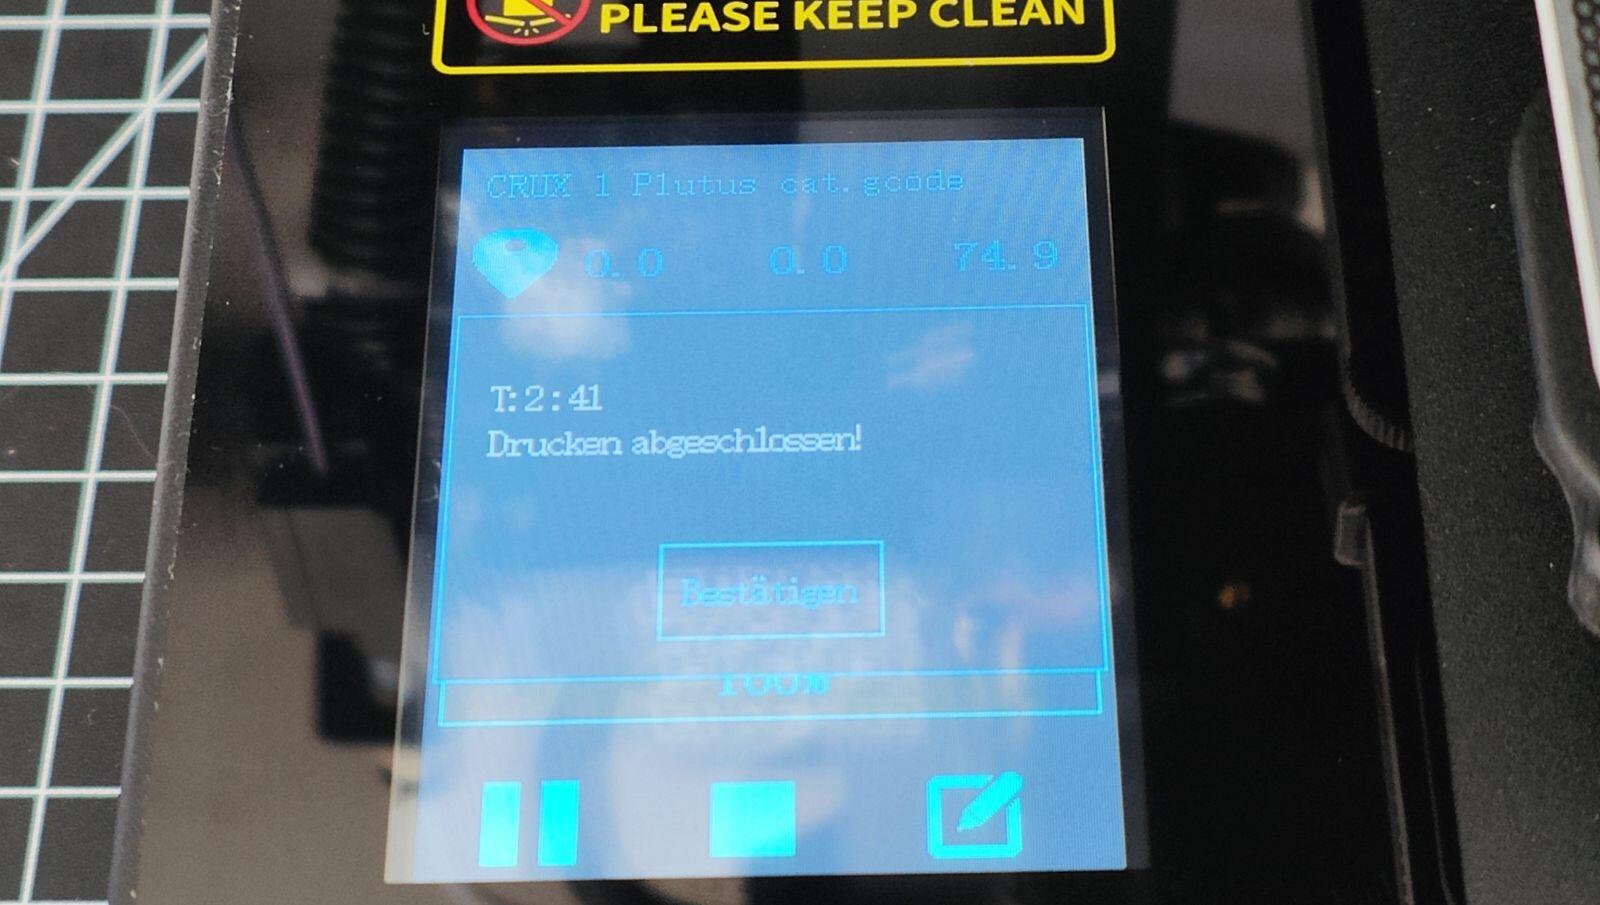 PLEASE KEEP CLEAN
CRUX 1 Plutus cat.gcode
0.0 0.0 74.9
T:2:41
Drucken abgeschlossen!
Bestätigen
100%